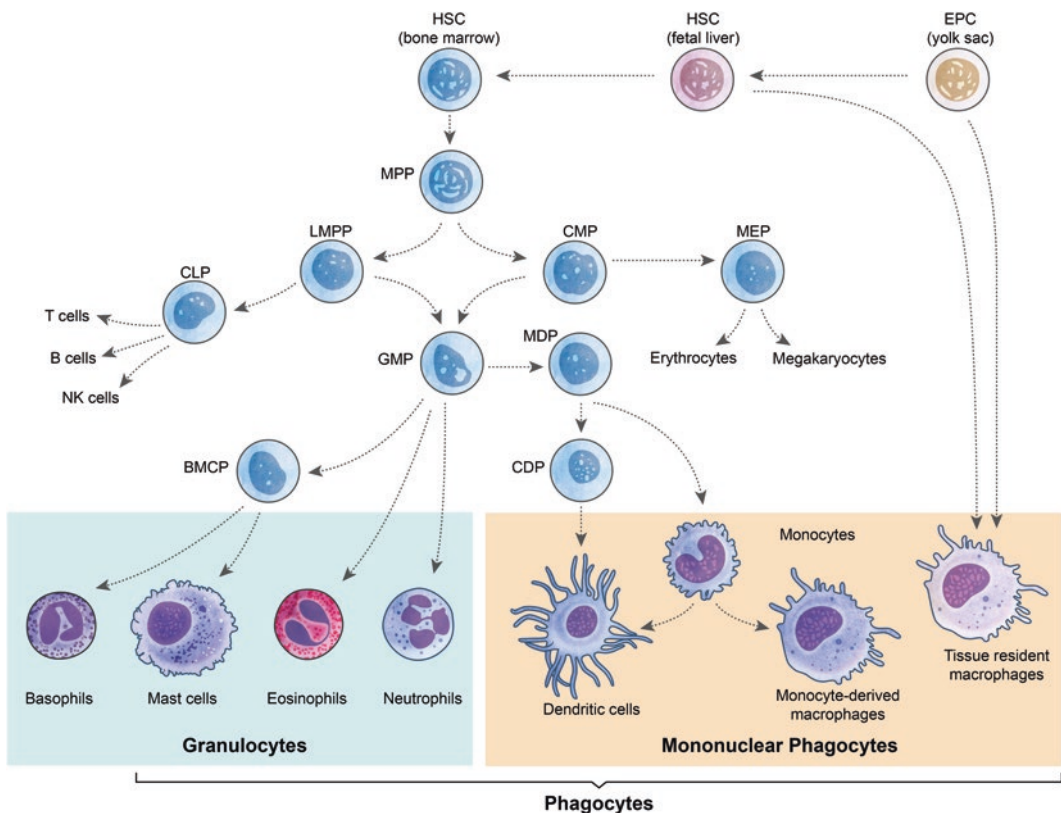 HSC
(bone marrow)
HSC
(fetal liver)
EPC
(yolk sac)
MPP
LMPP
CMP
MEP
CLP
T cells
B cells
NK cells
GMP
MDP
Erythrocytes
Megakaryocytes
BMCP
CDP
Monocytes
Basophils
Mast cells
Eosinophils
Neutrophils
Dendritic cells
Monocyte-derived
macrophages
Tissue resident
macrophages
Granulocytes
Mononuclear Phagocytes
Phagocytes